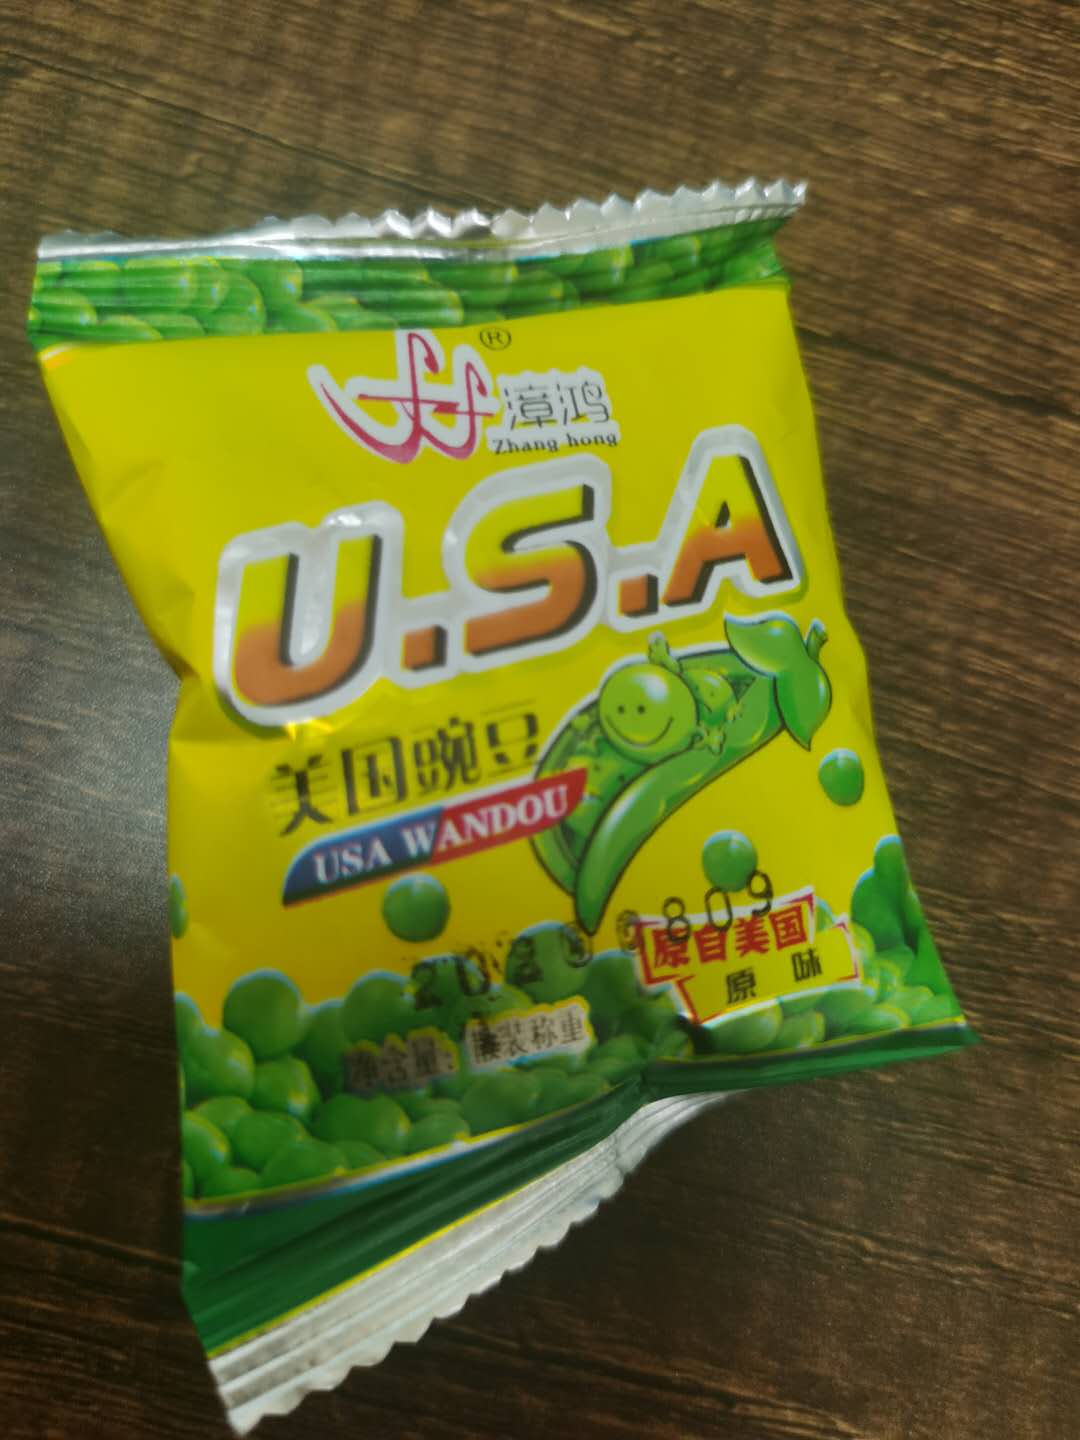 ®
漳鸿
Zhang hong
U.S.A
美国豌豆
USA WANDOU
原自美国
原味
净含量:装称重